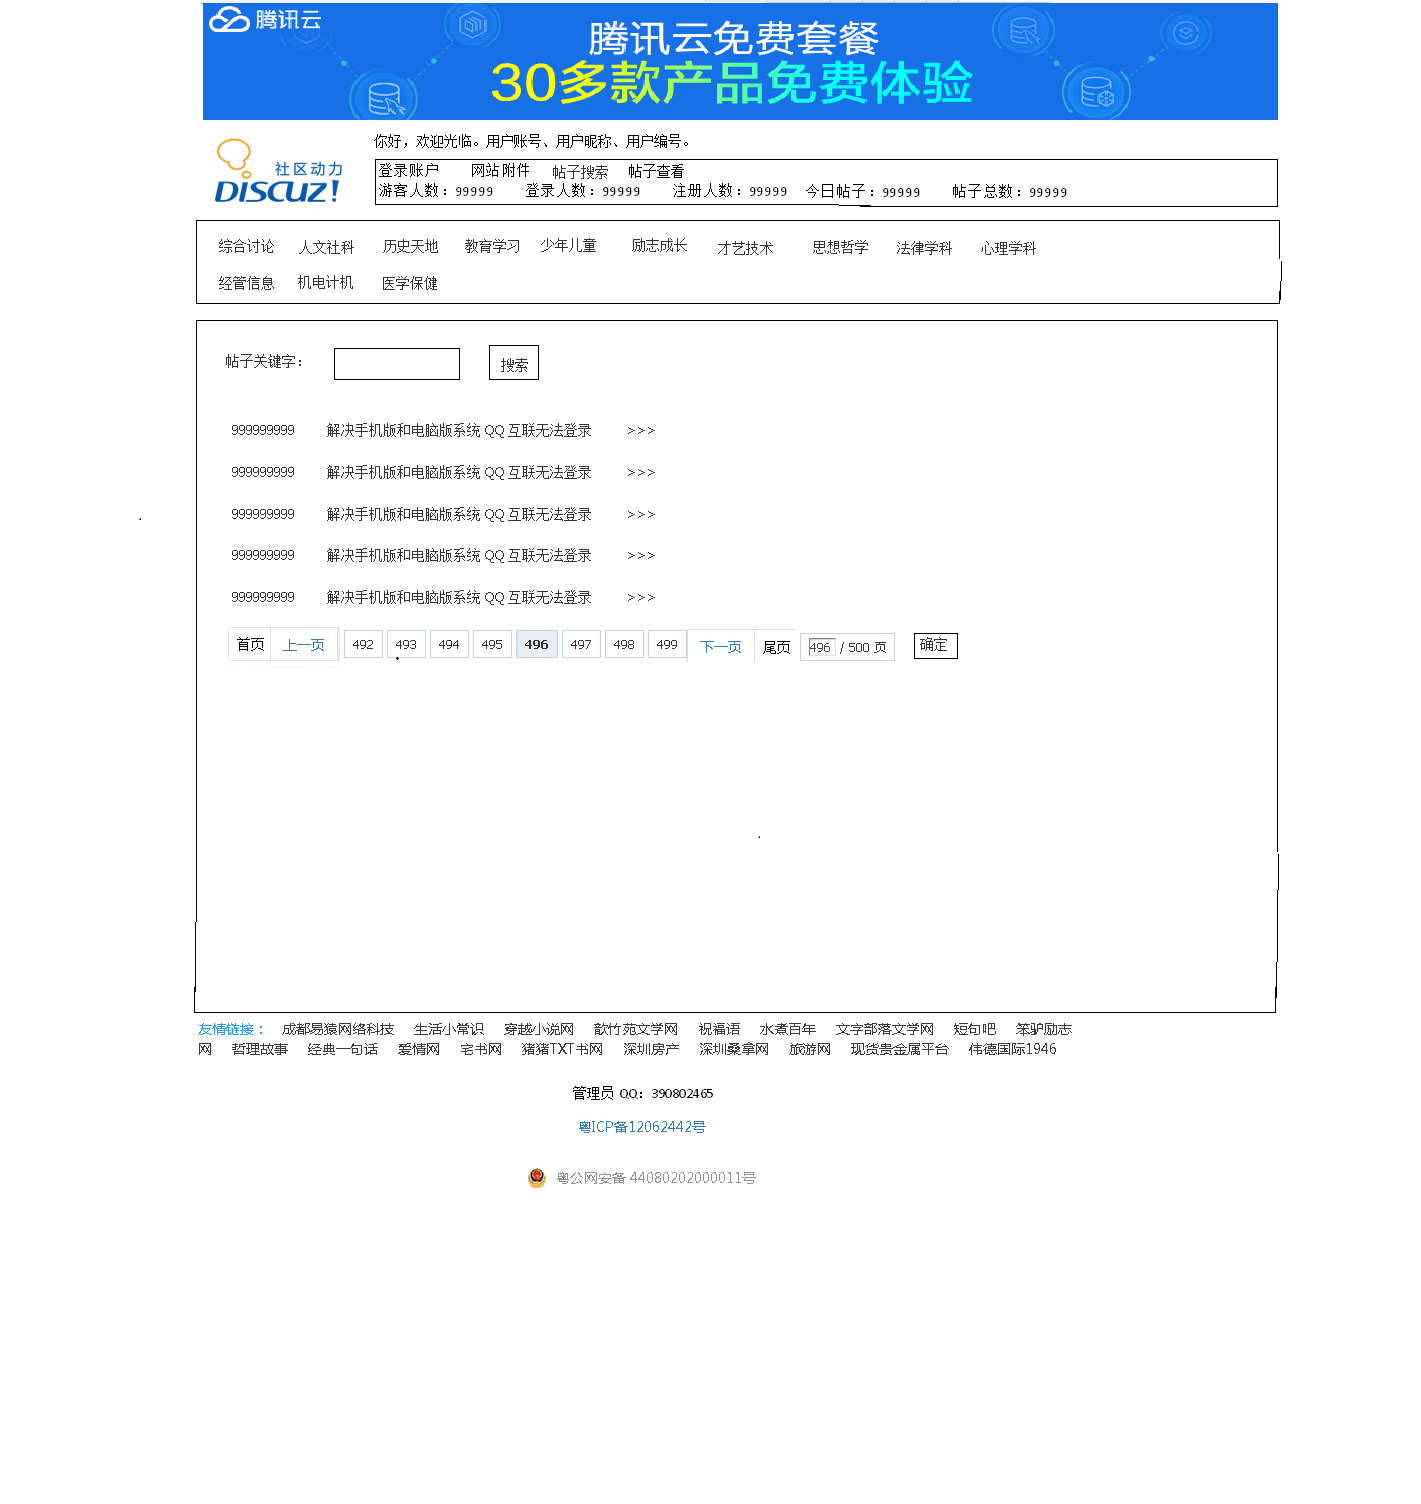 腾讯云
腾讯云免费套餐
30多款产品免费体验
社区动力
DISCUZ!
你好，欢迎光临。用户账号、用户昵称、用户编号。
登录账户 网站附件 帖子搜索 帖子查看
游客人数：99999 登录人数：99999 注册人数：99999 今日帖子：99999 帖子总数：99999
综合讨论 人文社科 历史天地 教育学习 少年儿童 励志成长 才艺技术 思想哲学 法律学科 心理学科
经管信息 机电计机 医学保健
帖子关键字： 搜索
999999999 解决手机版和电脑版系统 QQ 互联无法登录 >>>
999999999 解决手机版和电脑版系统 QQ 互联无法登录 >>>
999999999 解决手机版和电脑版系统 QQ 互联无法登录 >>>
999999999 解决手机版和电脑版系统 QQ 互联无法登录 >>>
999999999 解决手机版和电脑版系统 QQ 互联无法登录 >>>
首页 上一页 492 493 494 495 496 497 498 499 下一页 尾页 496 / 500 页 确定
友情链接： 成都易猿网络科技 生活小常识 穿越小说网 歆竹苑文学网 祝福语 水煮百年 文字部落文学网 短句吧 笨驴励志
网 哲理故事 经典一句话 爱情网 宅书网 猪猪TXT书网 深圳房产 深圳桑拿网 旅游网 现货贵金属平台 伟德国际1946
管理员 QQ：390802465
粤ICP备12062442号
粤公网安备 44080202000011号